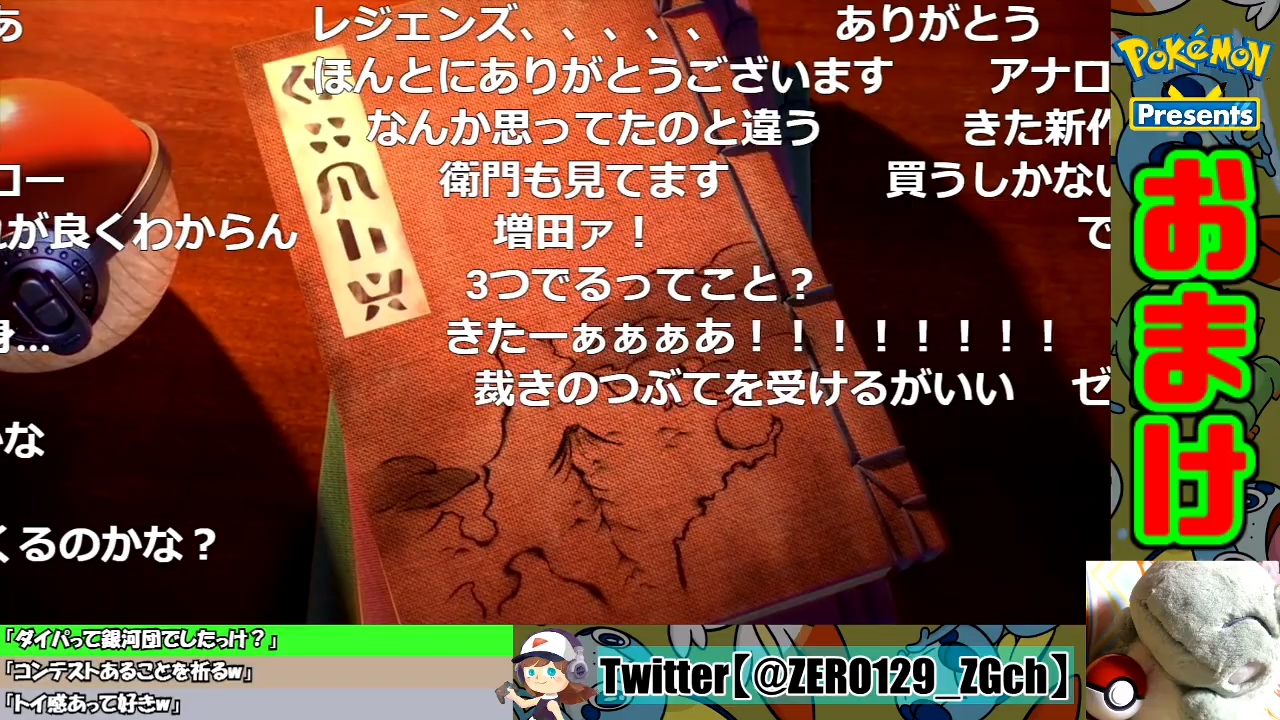 あ
レジェンズ、、、、、
ありがとう
ほんとにありがとうございます
アナロ
なんか思ってたのと違う
きた新作
コー
衛門も見てます
買うしかない
が良くわからん
増田ァ！
で
3つでるってこと？
身...
きたーぁぁぁあ！！！！！！！！
裁きのつぶてを受けるがいい
ゼ
かな
くるのかな？
POKÉMON
Presents
おまけ
「ダイパって銀河団でしたっけ？」
「コンテストあることを祈るw」
「トイ感あって好きw」
Twitter【@ZERO129_ZGch】